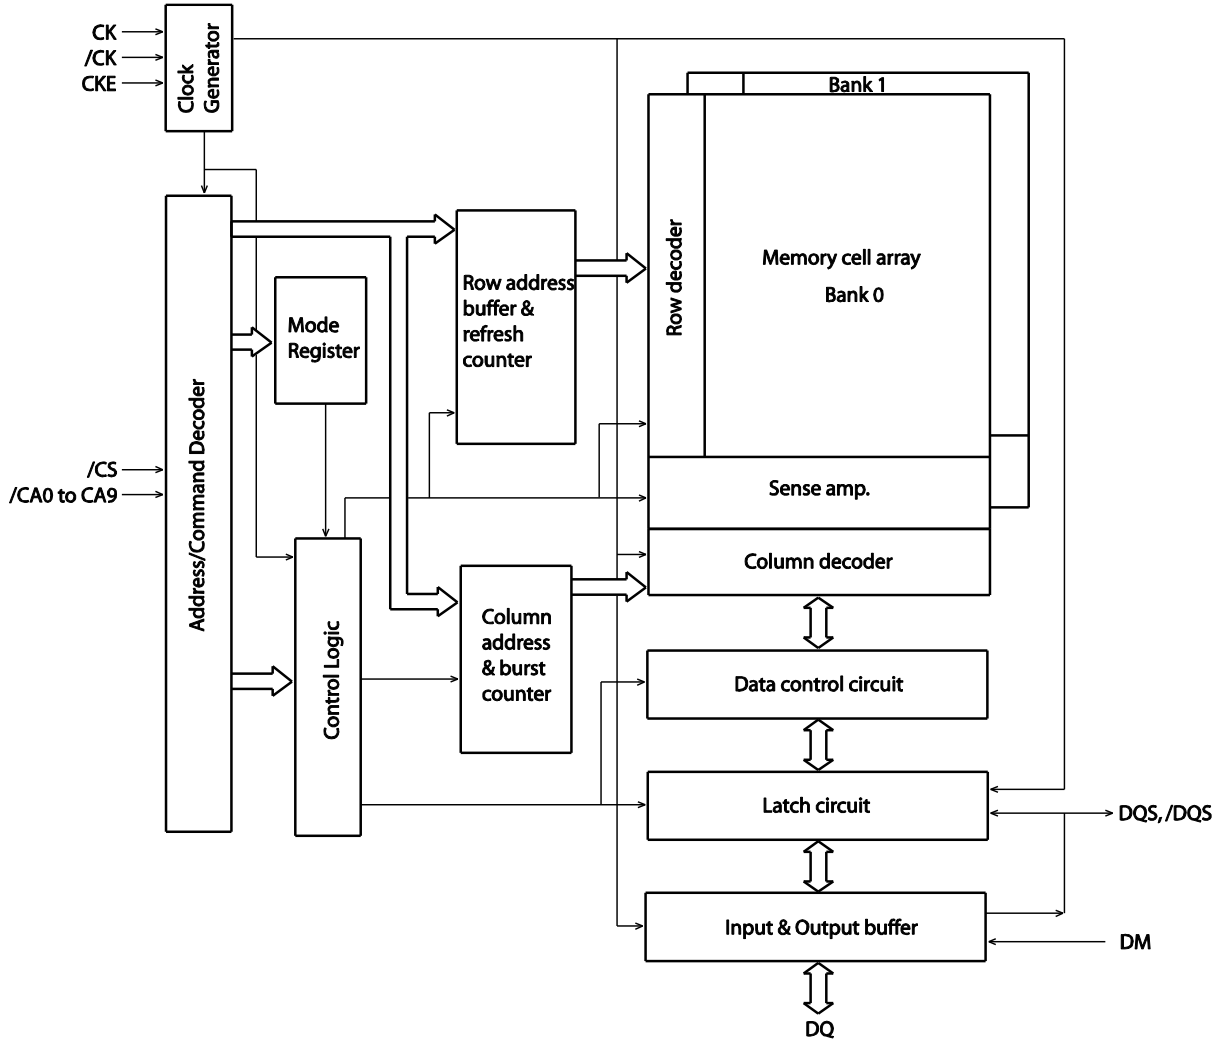 CK
/CK
CKE
Clock
Generator
Bank 1
Row decoder
Memory cell array
Bank 0
Row address
buffer &
refresh
counter
Mode
Register
Address/Command Decoder
/CS
/CA0 to CA9
Sense amp.
Column decoder
Control Logic
Column
address
& burst
counter
Data control circuit
Latch circuit
DQS, /DQS
Input & Output buffer
DM
DQ